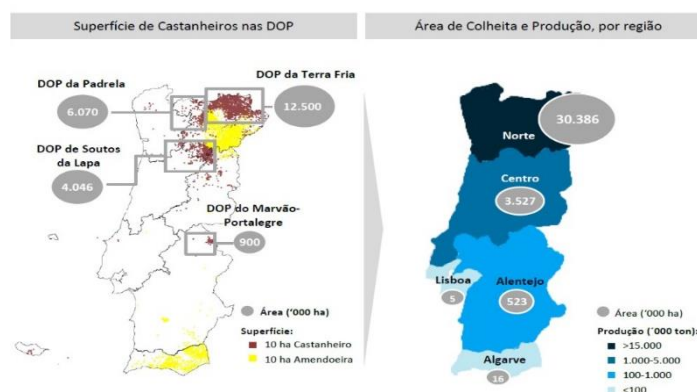 Superfície de Castanheiros nas DOP
DOP da Padrela
6.070
DOP da Terra Fria
12.500
DOP de Soutos
da Lapa
4.046
DOP do Marvão-
Portalegre
900
Área ('000 ha)
Superfície:
10 ha Castanheiro
10 ha Amendoeira
Área de Colheita e Produção, por região
30.386
Norte
Centro
3.527
Lisboa
5
Alentejo
523
Algarve
16
Área ('000 ha)
Produção ('000 ton):
>15.000
1.000-5.000
100-1.000
<100